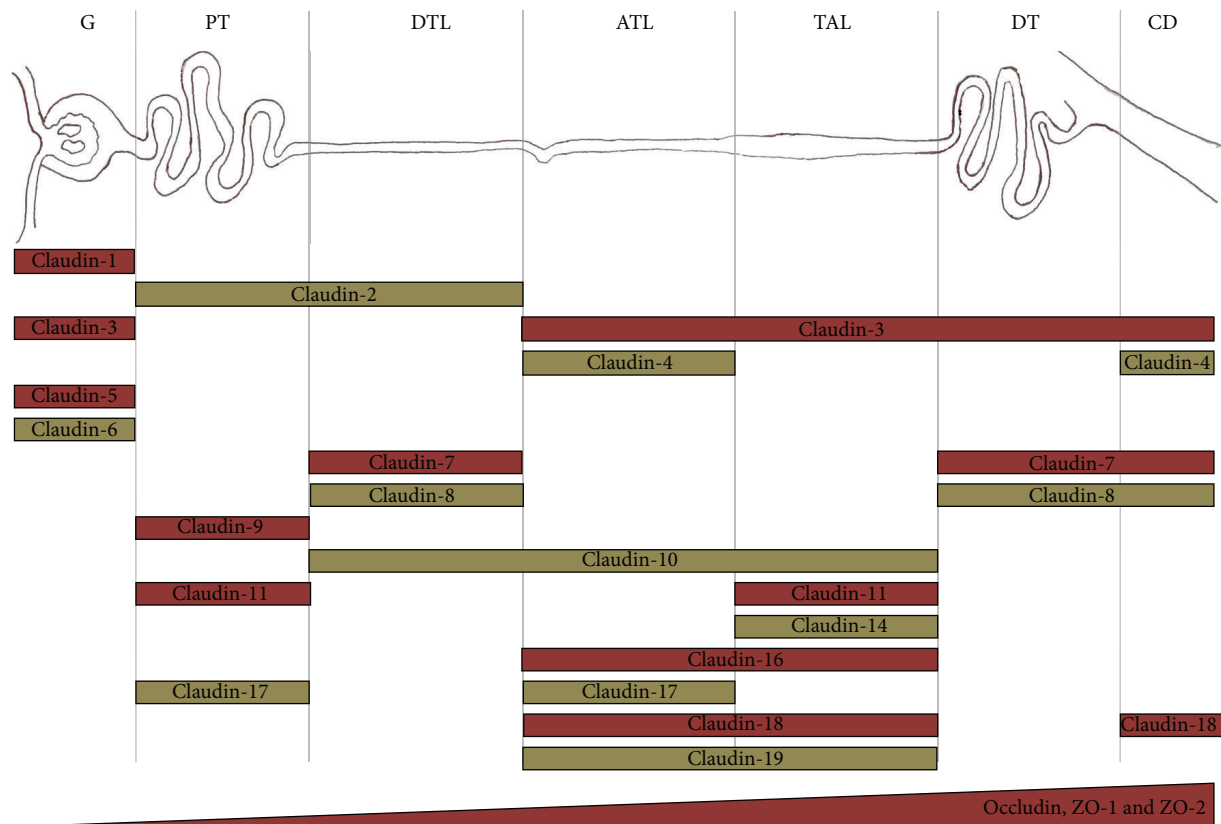 G PT DTL ATL TAL DT CD
Claudin-1
Claudin-2
Claudin-3 Claudin-3
Claudin-4 Claudin-4
Claudin-5
Claudin-6
Claudin-7 Claudin-7
Claudin-8 Claudin-8
Claudin-9
Claudin-10
Claudin-11 Claudin-11
Claudin-14
Claudin-16
Claudin-17 Claudin-17
Claudin-18 Claudin-18
Claudin-19
Occludin, ZO-1 and ZO-2